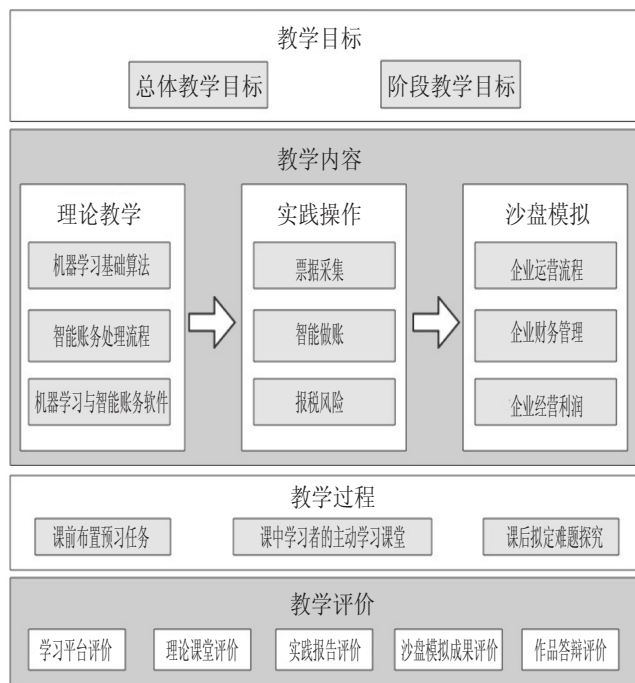 教学目标
总体教学目标
阶段教学目标
教学内容
理论教学
机器学习基础算法
智能账务处理流程
机器学习与智能账务软件
实践操作
票据采集
智能做账
报税风险
沙盘模拟
企业运营流程
企业财务管理
企业经营利润
教学过程
课前布置预习任务
课中学习者的主动学习课堂
课后拟定难题探究
教学评价
学习平台评价
理论课堂评价
实践报告评价
沙盘模拟成果评价
作品答辩评价